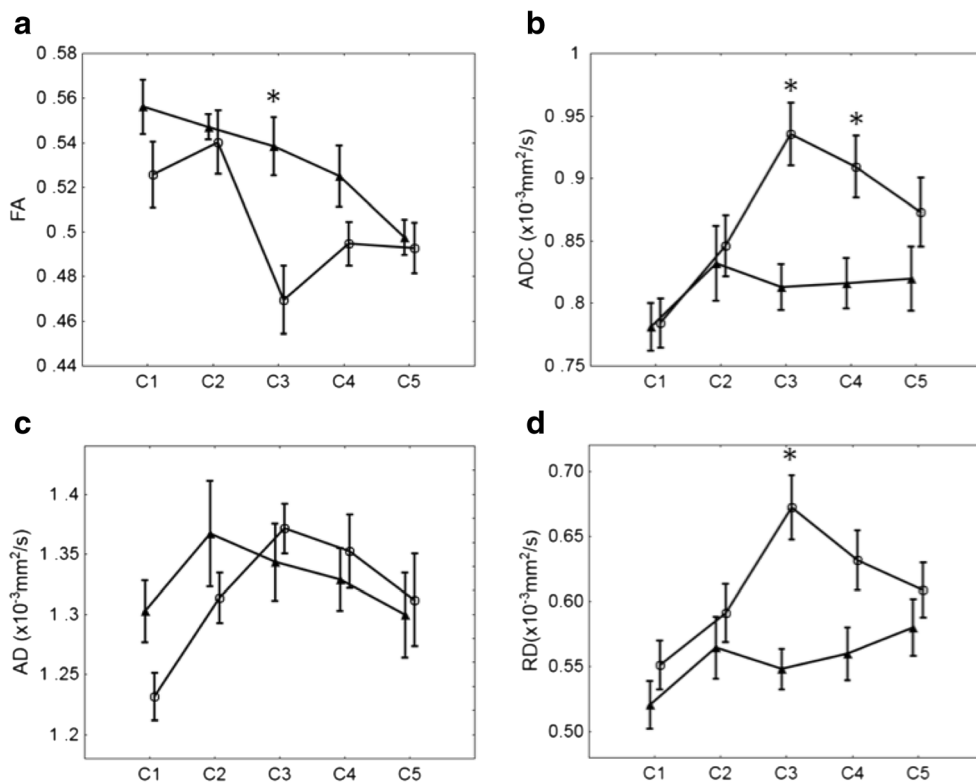 a
0 .58
0 .56
0 .54
0 .52
0 .5
0 .48
0 .46
0 .44
FA
*
C1 C2 C3 C4 C5
b
1
0.95
0.9
0.85
0.8
0.75
ADC (x10⁻³mm²/s)
* *
C1 C2 C3 C4 C5
c
1 .4
1.35
1.3
1.25
1.2
AD (x10⁻³mm²/s)
C1 C2 C3 C4 C5
d
0.70
0.65
0.60
0.55
0.50
RD(x10⁻³mm²/s)
*
C1 C2 C3 C4 C5